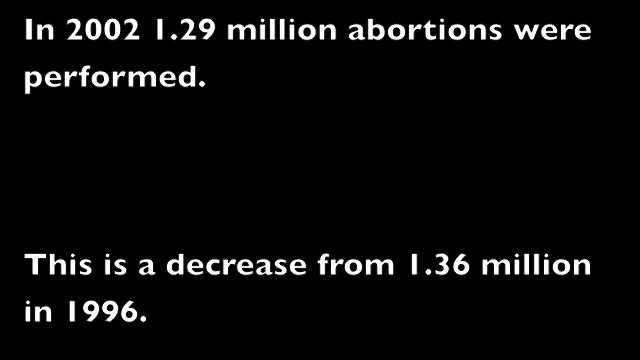 In 2002 1.29 million abortions were
performed.
This is a decrease from 1.36 million
in 1996.